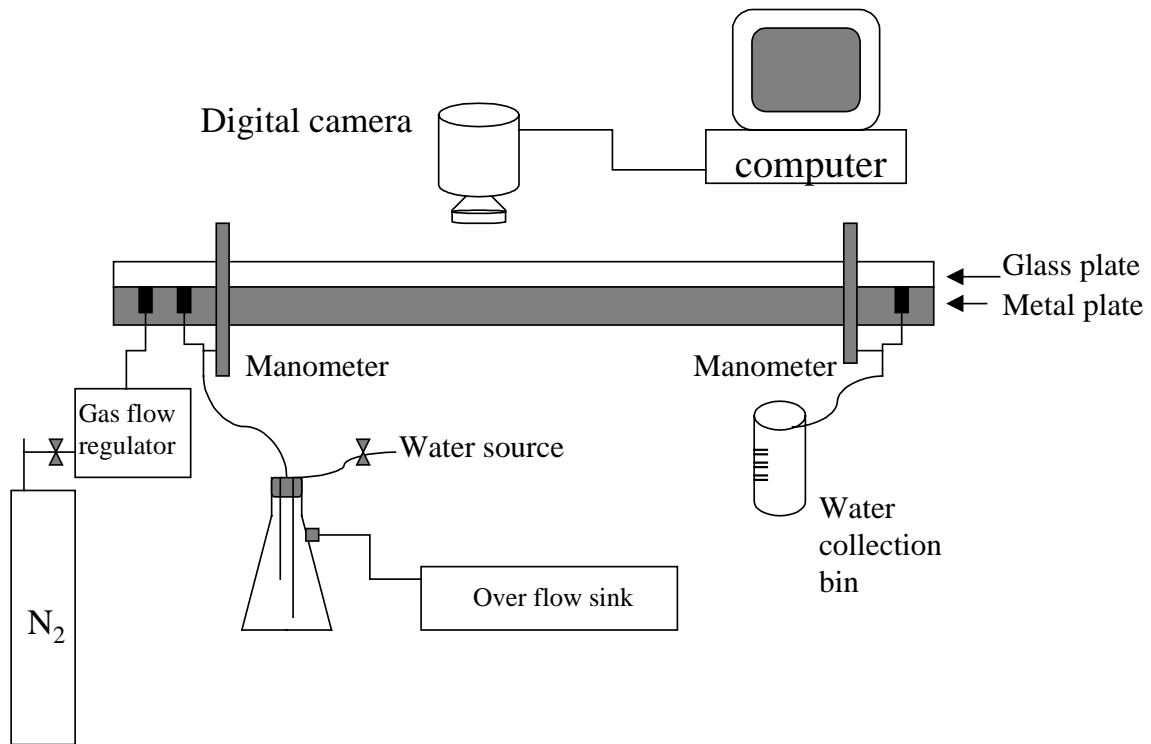 Digital camera
computer
Glass plate
Metal plate
Manometer
Manometer
Gas flow
regulator
Water source
Water
collection
bin
Over flow sink
N₂